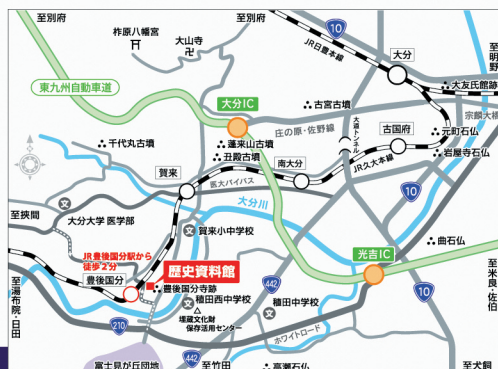 至別府
至別府
柞原八幡宮
大山寺
10
JR日豊本線
大分
至明野
東九州自動車道
大分IC
大友氏館跡
古宮古墳
庄の原・佐野線
大道トンネル
古国府
宗麟大橋
元町石仏
千代丸古墳
蓬来山古墳
丑殿古墳
岩屋寺石仏
賀来
南大分
JR久大本線
医大バイパス
10
至挾間
文
大分大学 医学部
大分川
文
賀来小中学校
曲石仏
JR豊後国分駅から
徒歩2分
光吉IC
豊後国分
歴史資料館
豊後国分寺跡
442
至湯布院・日田
文
稙田西中学校
稙田中学校
文
10
至米良・佐伯
埋蔵文化財
保存活用センター
210
ホワイトロード
442
富士見が丘団地
至竹田
高瀬石仏
至犬飼